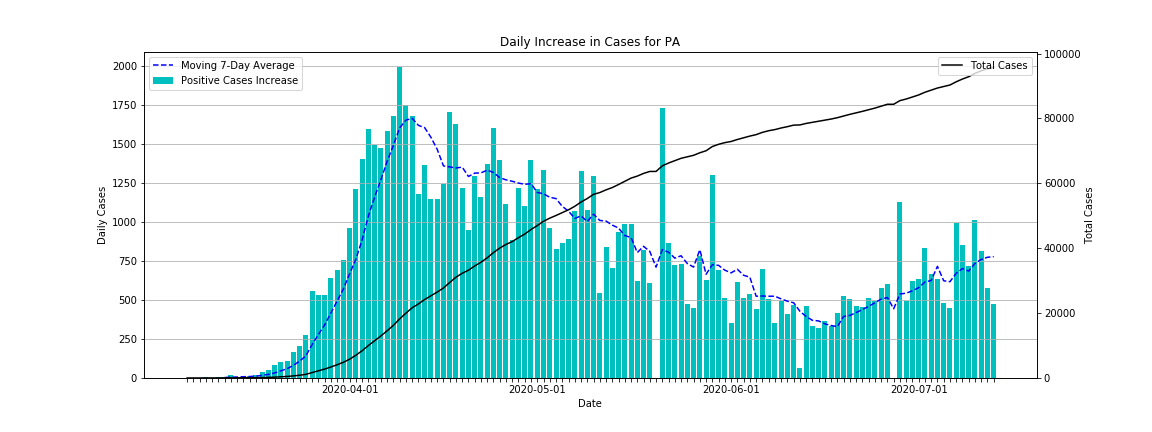 Daily Increase in Cases for PA
Moving 7-Day Average
Positive Cases Increase
Total Cases
2000
1750
1500
1250
1000
750
500
250
0
Daily Cases
100000
80000
60000
40000
20000
0
Total Cases
2020-04-01
2020-05-01
2020-06-01
2020-07-01
Date